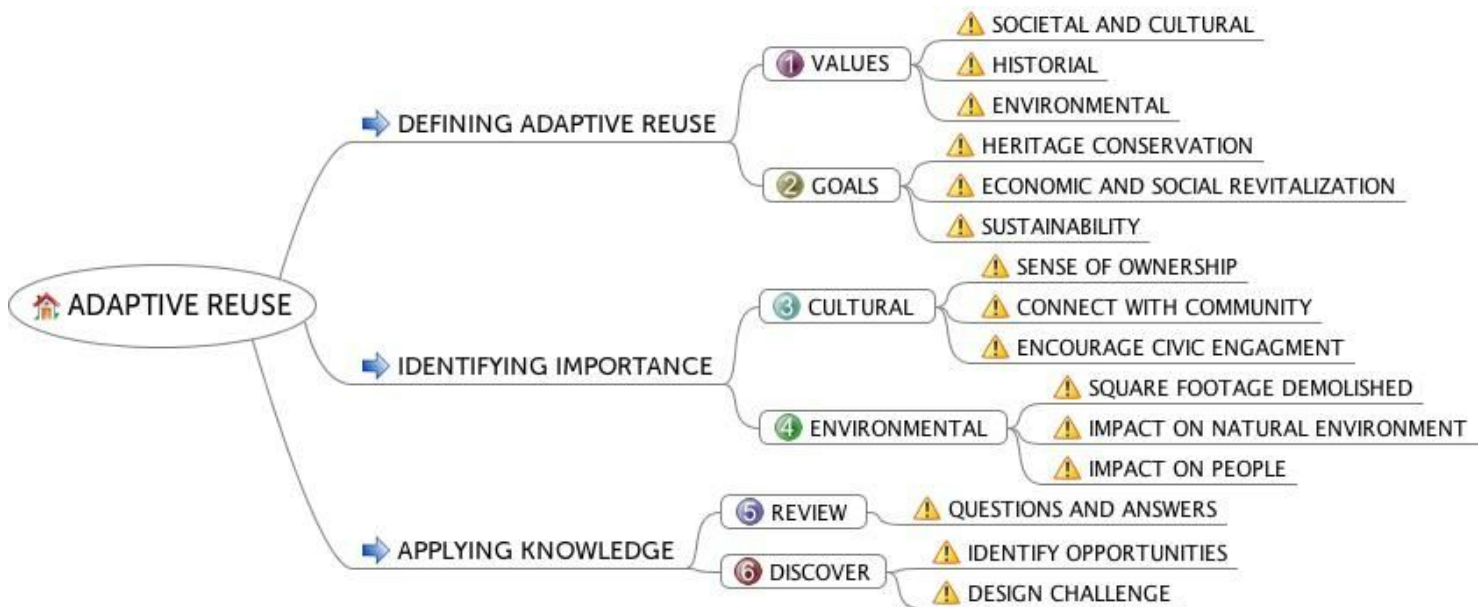 ADAPTIVE REUSE
DEFINING ADAPTIVE REUSE
1 VALUES
SOCIETAL AND CULTURAL
HISTORIAL
ENVIRONMENTAL
2 GOALS
HERITAGE CONSERVATION
ECONOMIC AND SOCIAL REVITALIZATION
SUSTAINABILITY
IDENTIFYING IMPORTANCE
3 CULTURAL
SENSE OF OWNERSHIP
CONNECT WITH COMMUNITY
ENCOURAGE CIVIC ENGAGMENT
4 ENVIRONMENTAL
SQUARE FOOTAGE DEMOLISHED
IMPACT ON NATURAL ENVIRONMENT
IMPACT ON PEOPLE
APPLYING KNOWLEDGE
5 REVIEW
QUESTIONS AND ANSWERS
6 DISCOVER
IDENTIFY OPPORTUNITIES
DESIGN CHALLENGE